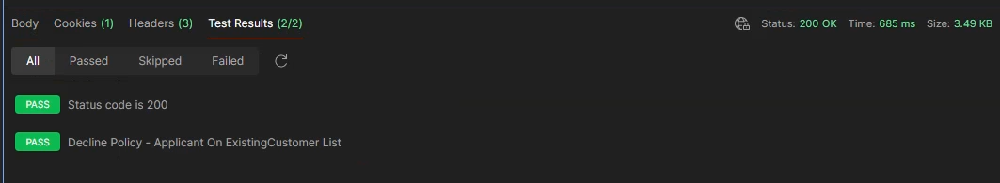 Body Cookies (1) Headers (3) Test Results (2/2) Status: 200 OK Time: 685 ms Size: 3.49 KB
All Passed Skipped Failed
PASS Status code is 200
PASS Decline Policy - Applicant On ExistingCustomer List